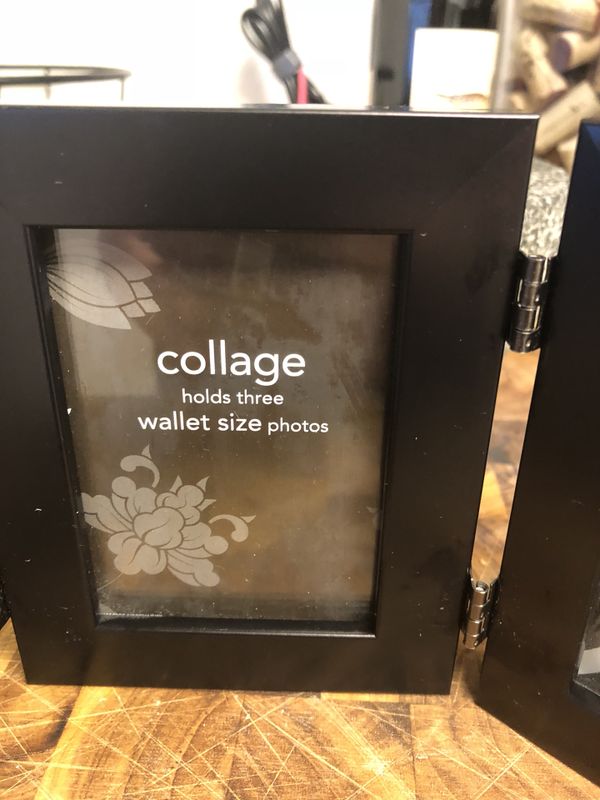 collage
holds three
wallet size photos